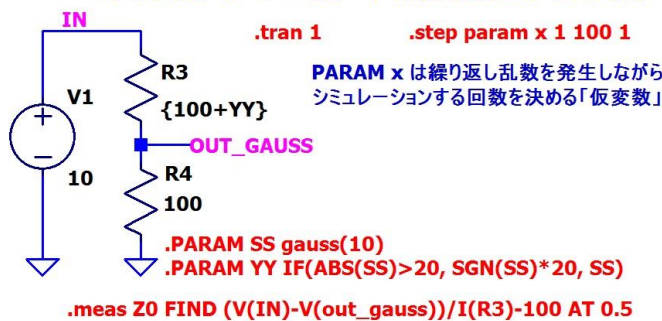 IN
.tran 1
.step param x 1 100 1
R3
PARAM x は繰り返し乱数を発生しながら
シミュレーションする回数を決める「仮変数」
V1
{100+YY}
OUT_GAUSS
R4
10
100
.PARAM SS gauss(10)
.PARAM YY IF(ABS(SS)>20, SGN(SS)*20, SS)
.meas Z0 FIND (V(IN)-V(out_gauss))/I(R3)-100 AT 0.5